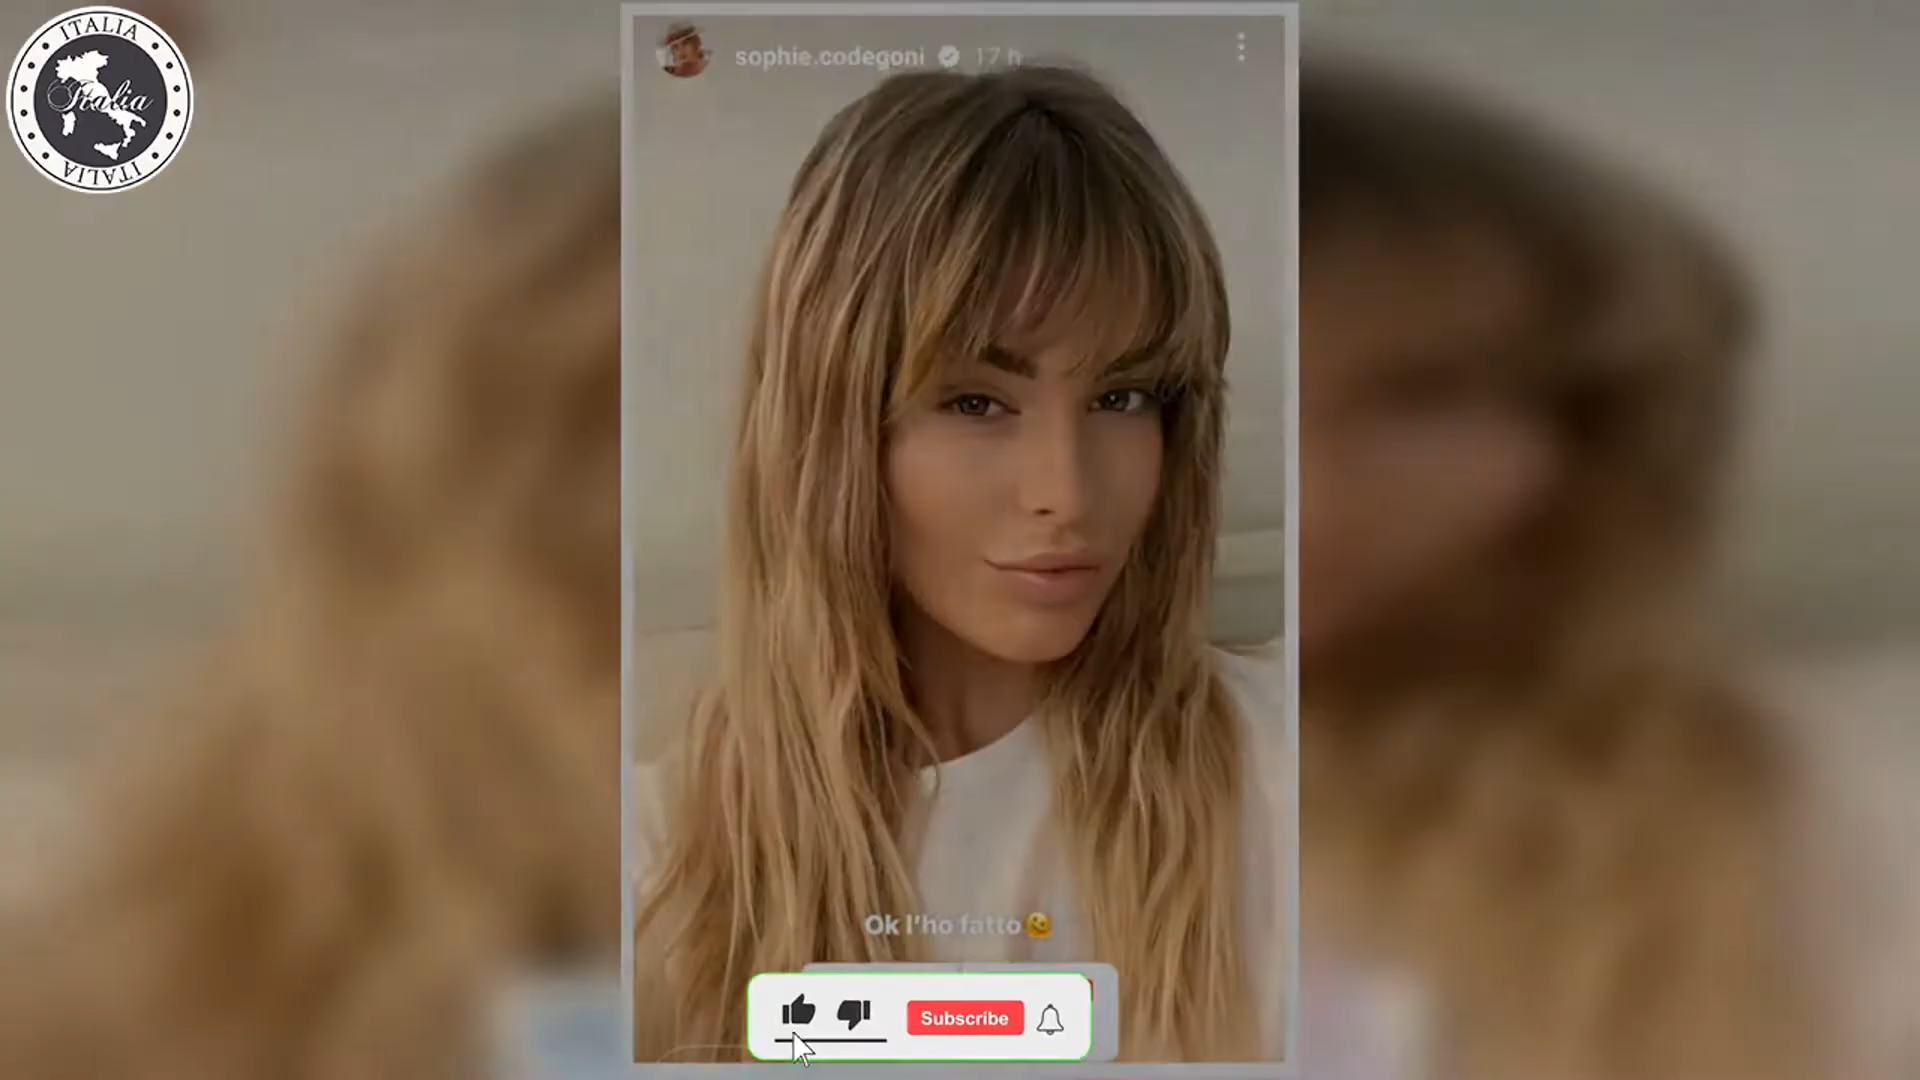 ITALIA
Italia
ITALIA
sophie.codegoni 17 h
Ok l'ho fatto🫠
Subscribe